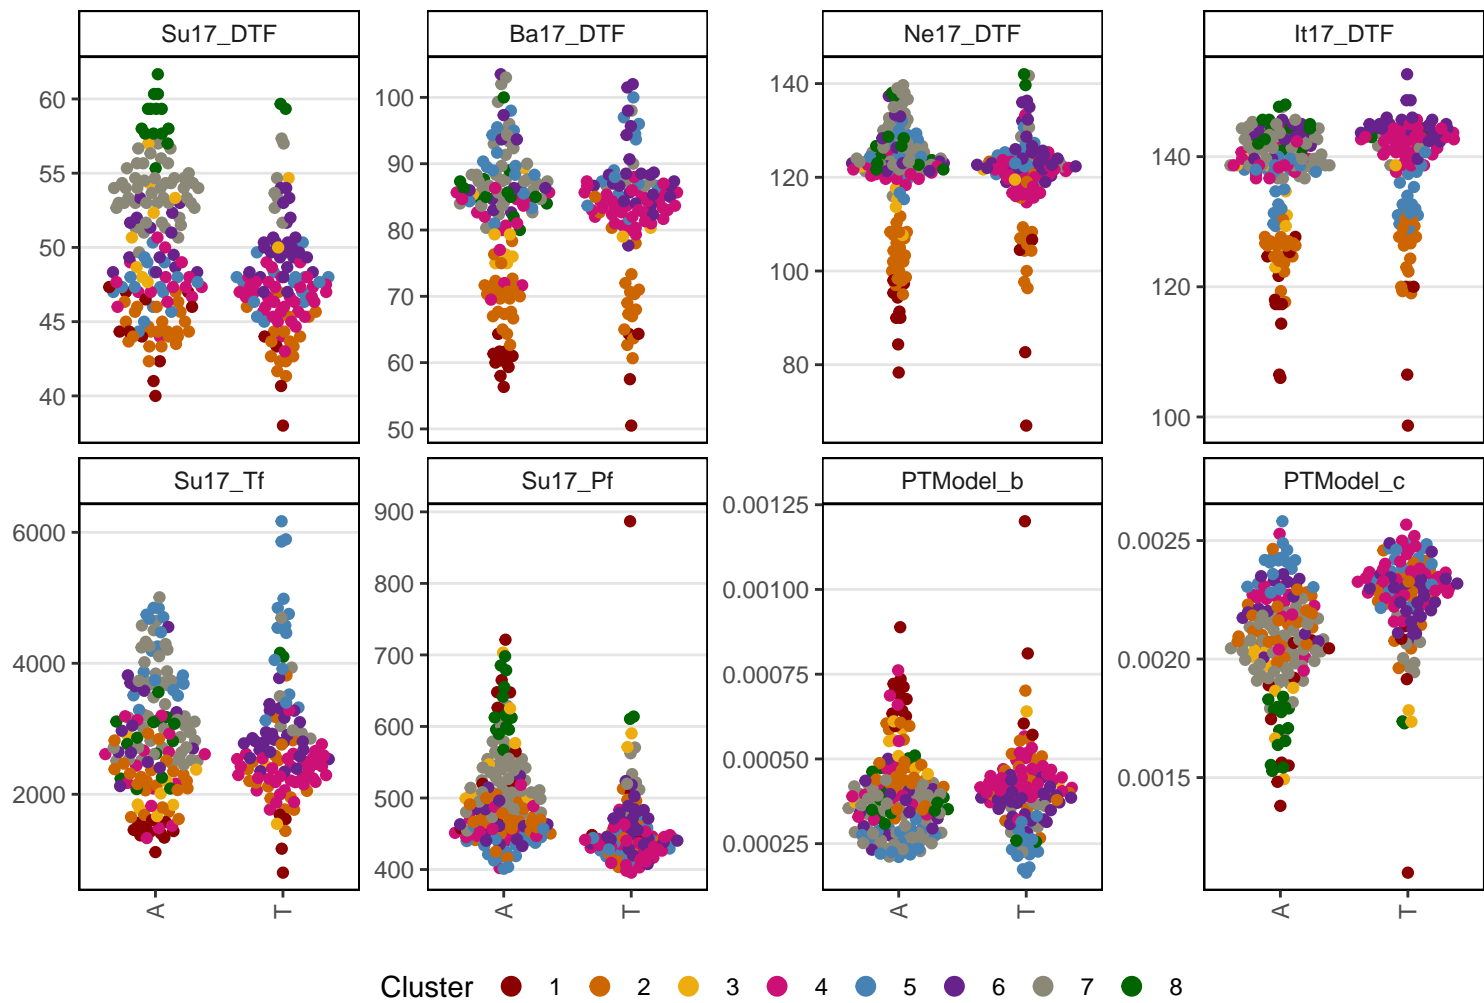 Su17_DTF Ba17_DTF Ne17_DTF It17_DTF
60 55 50 45 40
100 90 80 70 60 50
140 120 100 80
140 120 100
Su17_Tf Su17_Pf PTModel_b PTModel_c
6000 4000 2000
900 800 700 600 500 400
0.00125 0.00100 0.00075 0.00050 0.00025
0.0025 0.0020 0.0015
A T A T A T A T
Cluster 1 2 3 4 5 6 7 8